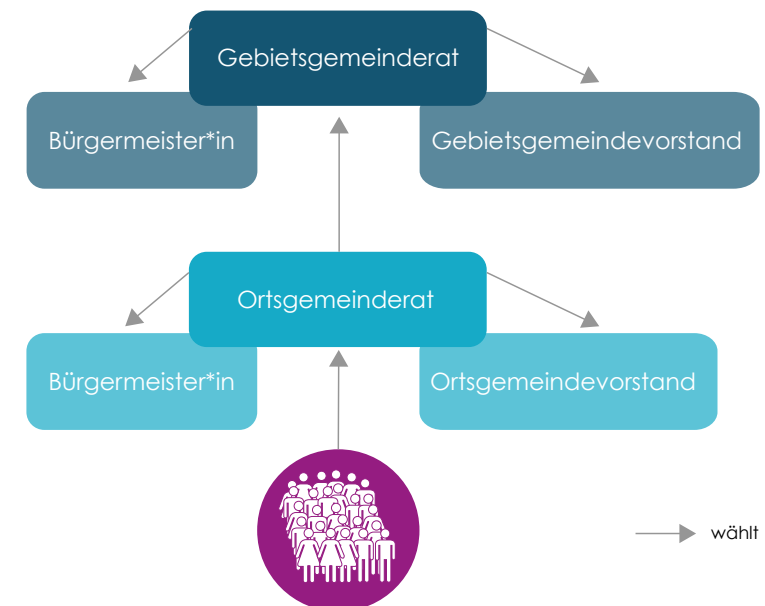 Gebietsgemeinderat
Bürgermeister*in
Gebietsgemeindevorstand
Ortsgemeinderat
Bürgermeister*in
Ortsgemeindevorstand
wählt